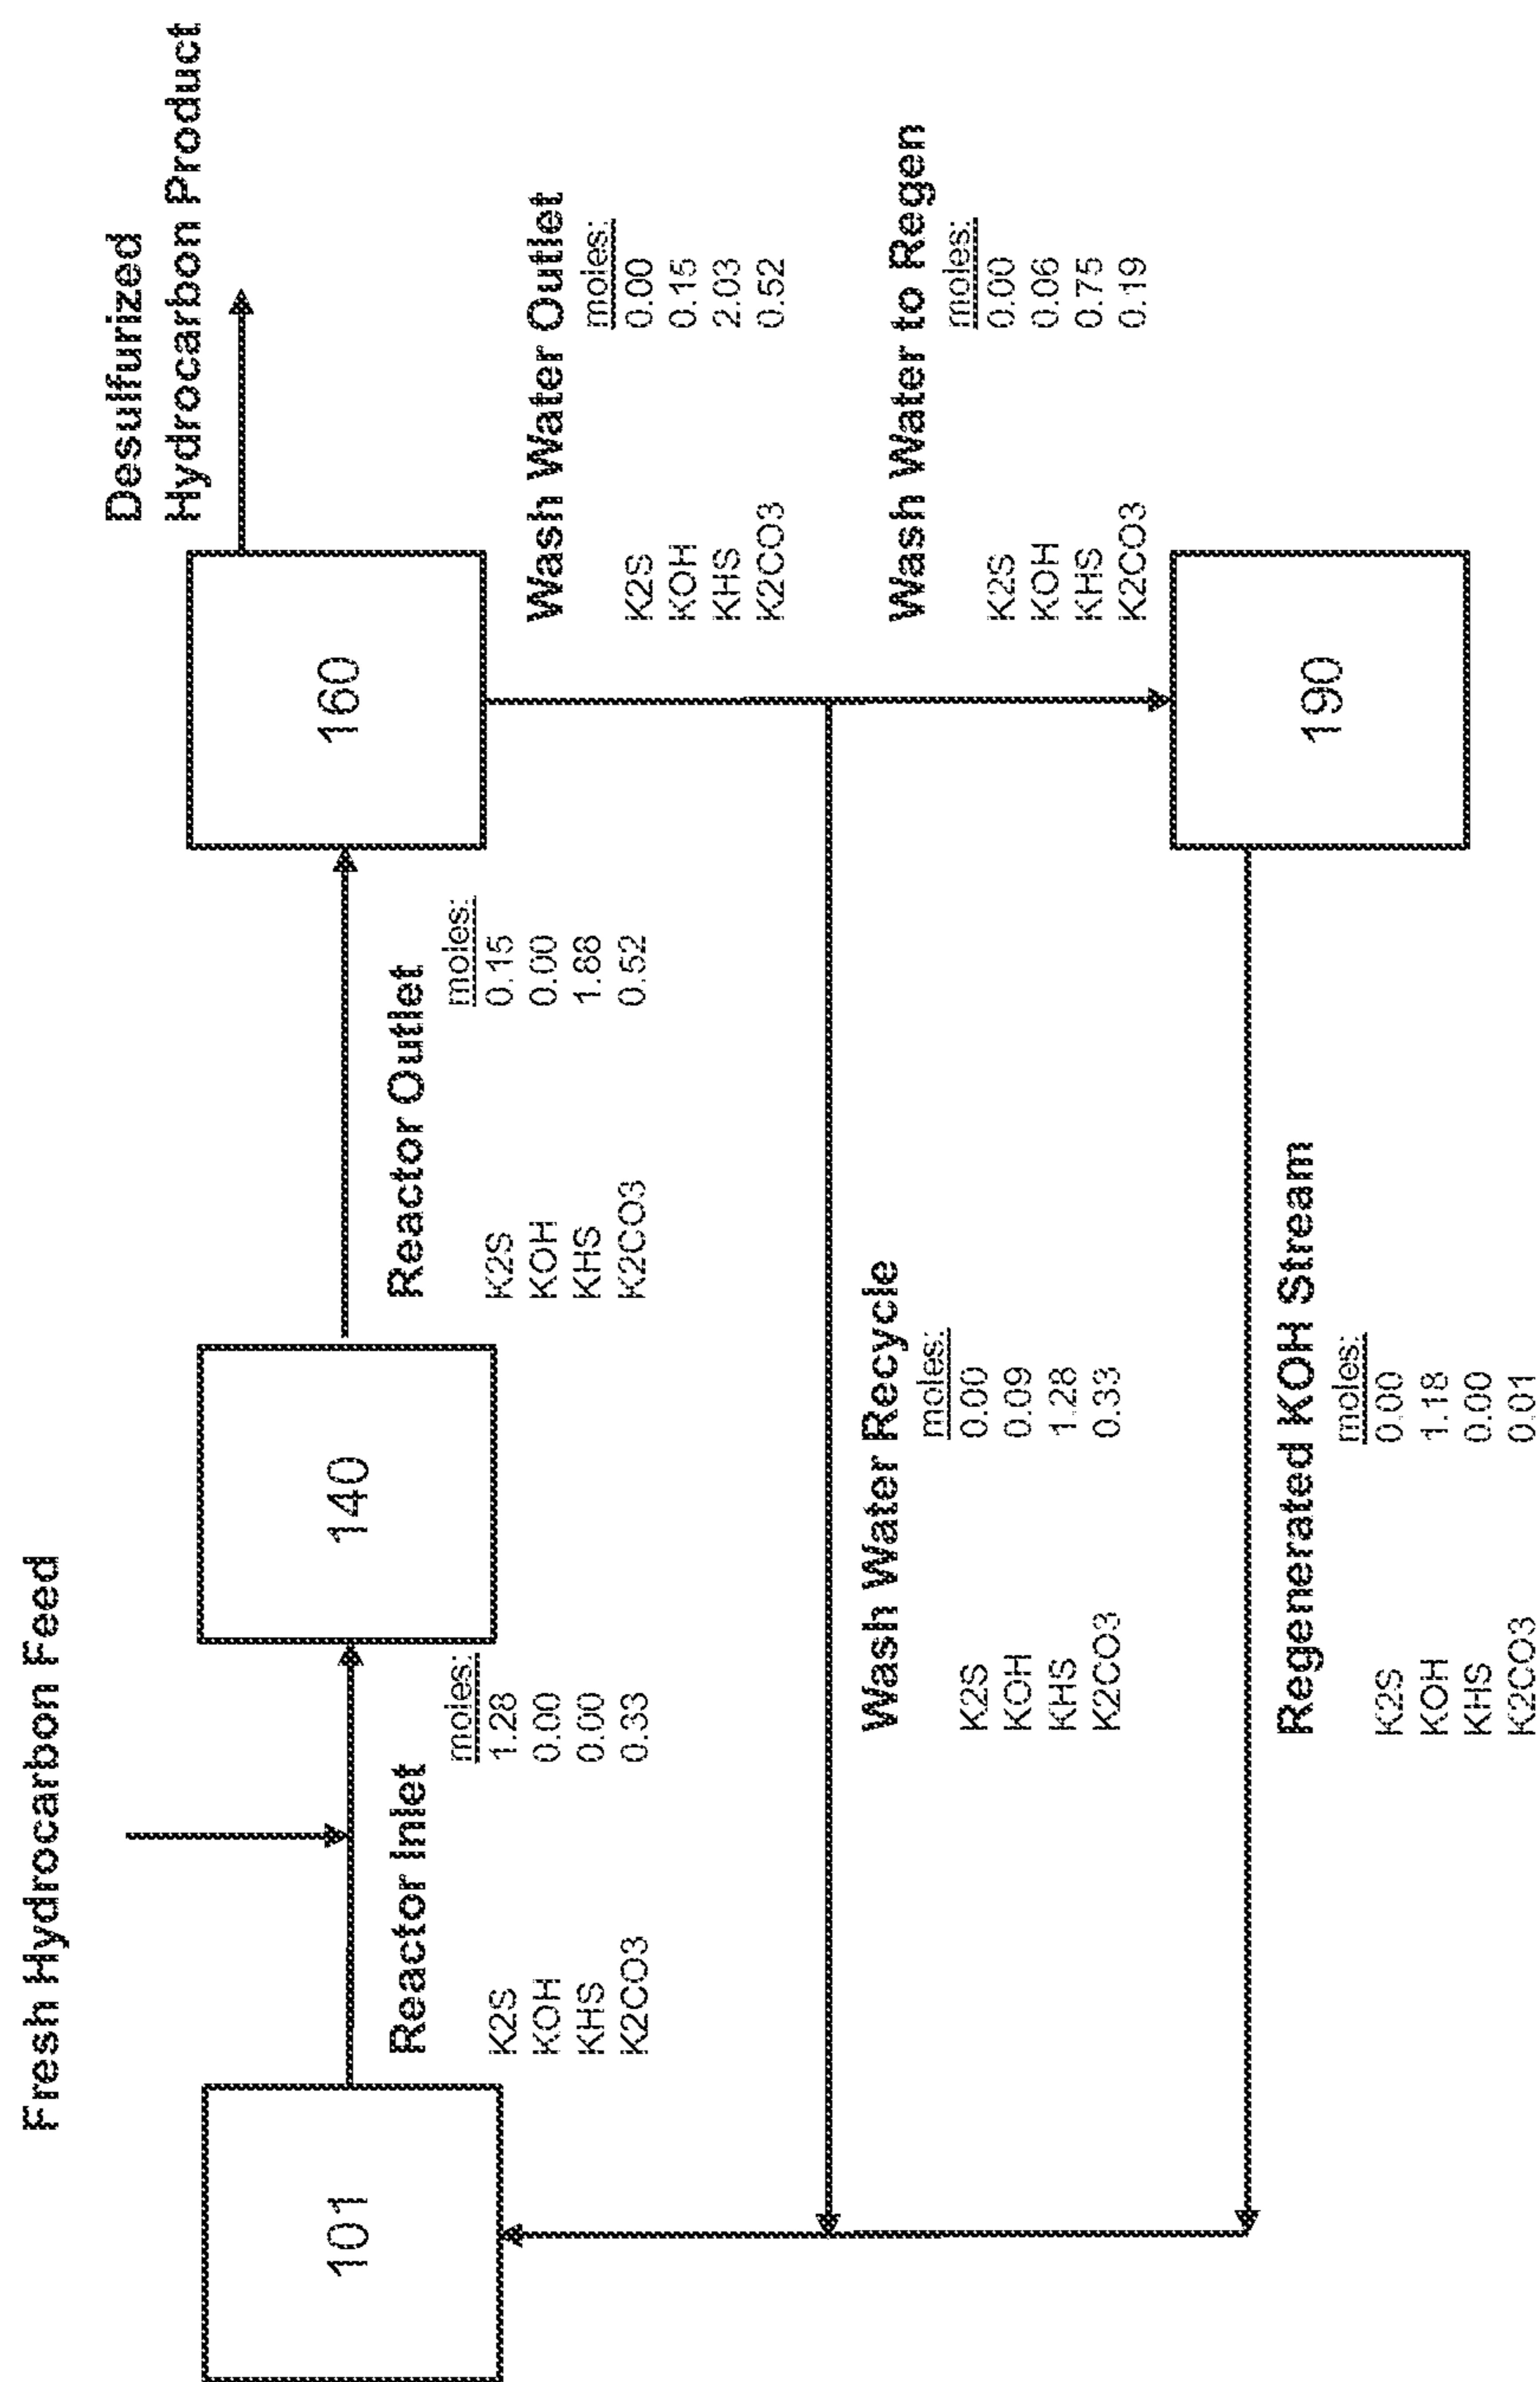 Fresh Hydrocarbon Feed
Desulfurized
Hydrocarbon Product
101
140
160
Reactor Inlet
moles:
K2S 1.28
KOH 0.00
KHS 0.00
K2CO3 0.33
Reactor Outlet
moles:
K2S 0.15
KOH 0.00
KHS 1.88
K2CO3 0.52
Wash Water Outlet
moles:
K2S 0.00
KOH 0.15
KHS 2.03
K2CO3 0.52
Wash Water Recycle
moles:
K2S 0.00
KOH 0.09
KHS 1.28
K2CO3 0.33
Wash Water to Regen
moles:
K2S 0.00
KOH 0.06
KHS 0.75
K2CO3 0.19
190
Regenerated KOH Stream
moles:
K2S 0.00
KOH 1.18
KHS 0.00
K2CO3 0.01